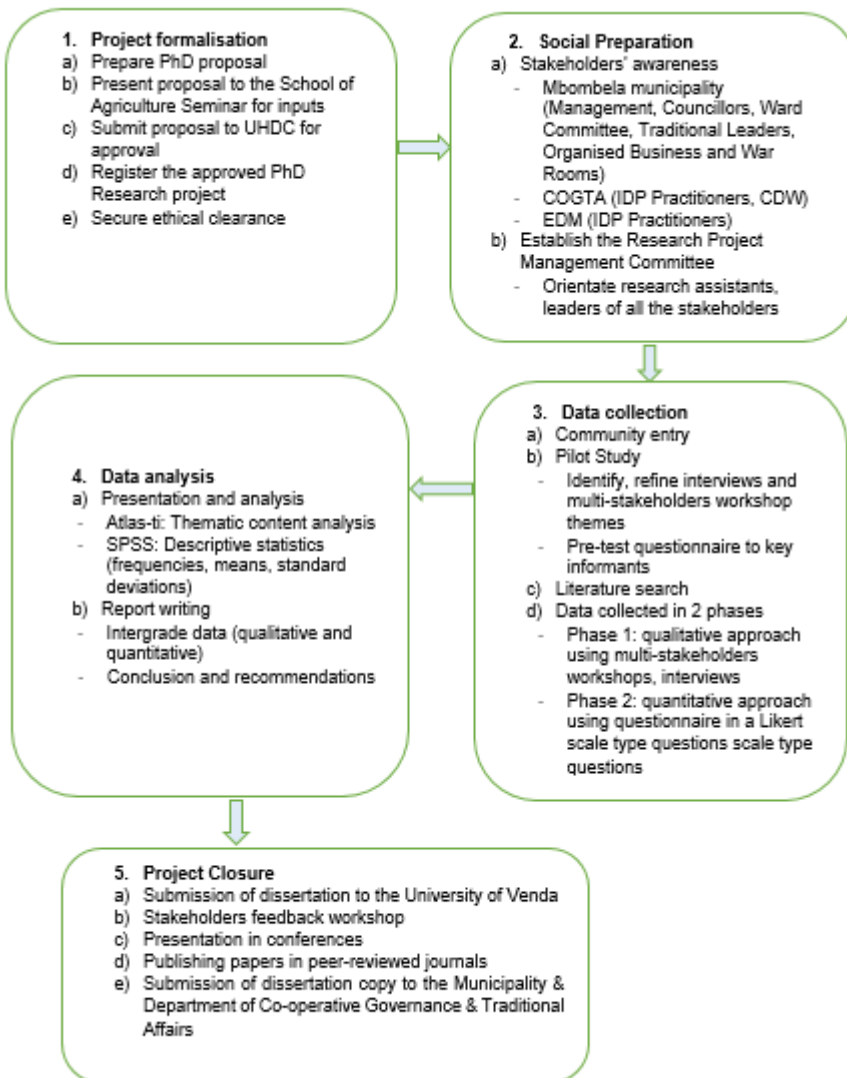 1. Project formalisation
a) Prepare PhD proposal
b) Present proposal to the School of
Agriculture Seminar for inputs
c) Submit proposal to UHDC for
approval
d) Register the approved PhD
Research project
e) Secure ethical clearance
2. Social Preparation
a) Stakeholders' awareness
- Mbombela municipality
(Management, Councillors, Ward
Committee, Traditional Leaders,
Organised Business and War
Rooms)
- COGTA (IDP Practitioners, CDW)
- EDM (IDP Practitioners)
b) Establish the Research Project
Management Committee
- Orientate research assistants,
leaders of all the stakeholders
3. Data collection
a) Community entry
b) Pilot Study
- Identify, refine interviews and
multi-stakeholders workshop
themes
- Pre-test questionnaire to key
informants
c) Literature search
d) Data collected in 2 phases
- Phase 1: qualitative approach
using multi-stakeholders
workshops, interviews
- Phase 2: quantitative approach
using questionnaire in a Likert
scale type questions scale type
questions
4. Data analysis
a) Presentation and analysis
- Atlas-ti: Thematic content analysis
- SPSS: Descriptive statistics
(frequencies, means, standard
deviations)
b) Report writing
- Intergrade data (qualitative and
quantitative)
- Conclusion and recommendations
5. Project Closure
a) Submission of dissertation to the University of Venda
b) Stakeholders feedback workshop
c) Presentation in conferences
d) Publishing papers in peer-reviewed journals
e) Submission of dissertation copy to the Municipality &
Department of Co-operative Governance & Traditional
Affairs